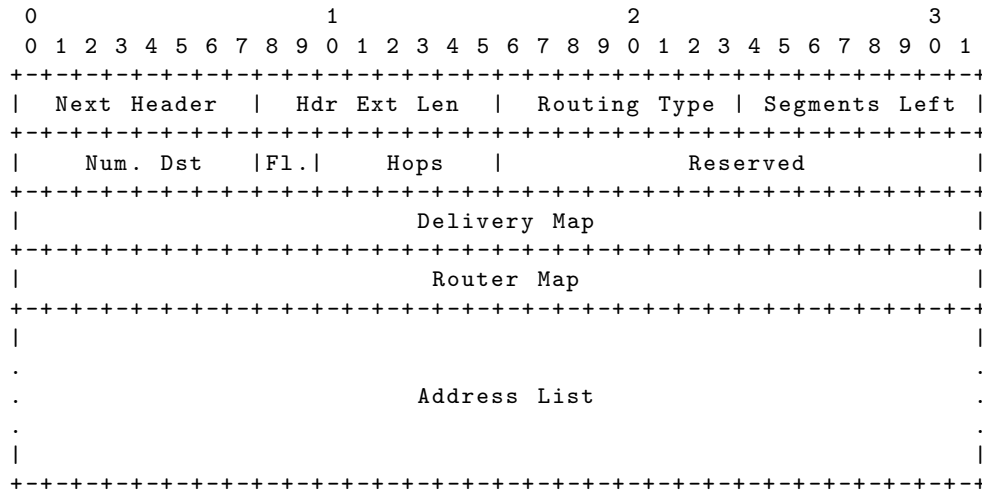 0                   1                   2                   3
 0 1 2 3 4 5 6 7 8 9 0 1 2 3 4 5 6 7 8 9 0 1 2 3 4 5 6 7 8 9 0 1
+-+-+-+-+-+-+-+-+-+-+-+-+-+-+-+-+-+-+-+-+-+-+-+-+-+-+-+-+-+-+-+-+
|  Next Header  |  Hdr Ext Len  |  Routing Type | Segments Left |
+-+-+-+-+-+-+-+-+-+-+-+-+-+-+-+-+-+-+-+-+-+-+-+-+-+-+-+-+-+-+-+-+
|    Num. Dst   |Fl.|    Hops   |            Reserved           |
+-+-+-+-+-+-+-+-+-+-+-+-+-+-+-+-+-+-+-+-+-+-+-+-+-+-+-+-+-+-+-+-+
|                          Delivery Map                         |
+-+-+-+-+-+-+-+-+-+-+-+-+-+-+-+-+-+-+-+-+-+-+-+-+-+-+-+-+-+-+-+-+
|                           Router Map                          |
+-+-+-+-+-+-+-+-+-+-+-+-+-+-+-+-+-+-+-+-+-+-+-+-+-+-+-+-+-+-+-+-+
|                                                               |
.                                                               .
.                          Address List                         .
.                                                               .
|                                                               |
+-+-+-+-+-+-+-+-+-+-+-+-+-+-+-+-+-+-+-+-+-+-+-+-+-+-+-+-+-+-+-+-+